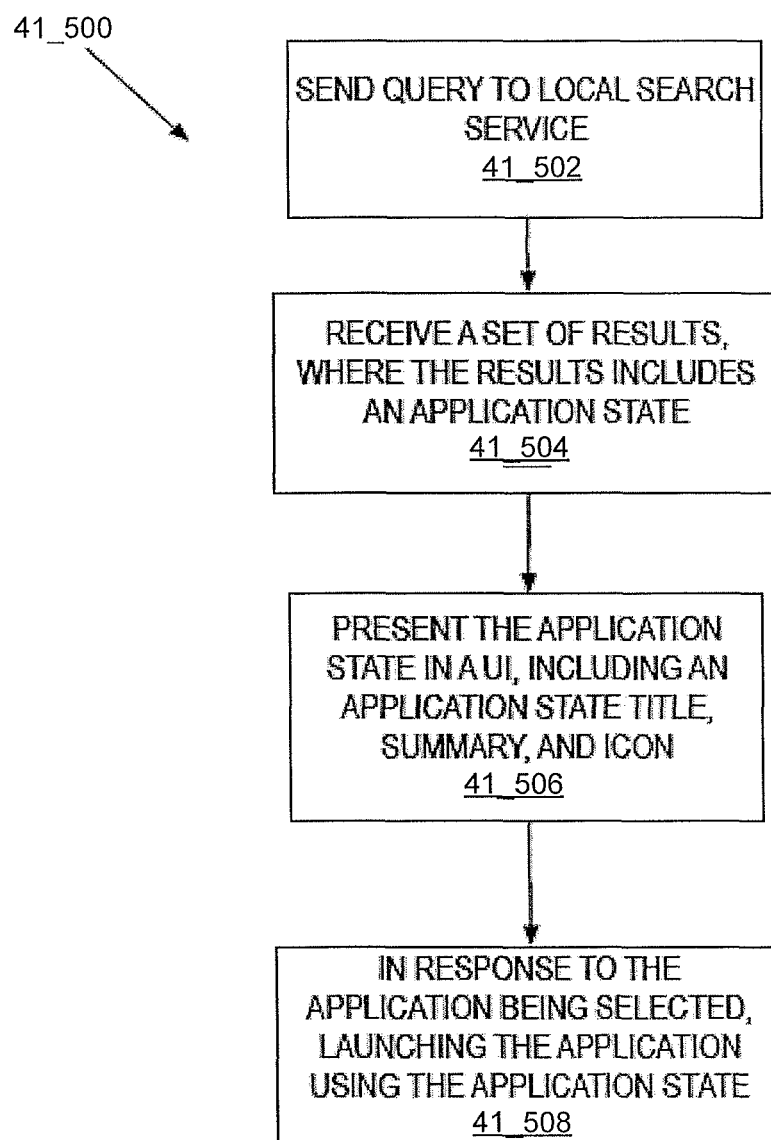 41_500
SEND QUERY TO LOCAL SEARCH
SERVICE
41_502
RECEIVE A SET OF RESULTS,
WHERE THE RESULTS INCLUDES
AN APPLICATION STATE
41_504
PRESENT THE APPLICATION
STATE IN A UI, INCLUDING AN
APPLICATION STATE TITLE,
SUMMARY, AND ICON
41_506
IN RESPONSE TO THE
APPLICATION BEING SELECTED,
LAUNCHING THE APPLICATION
USING THE APPLICATION STATE
41_508